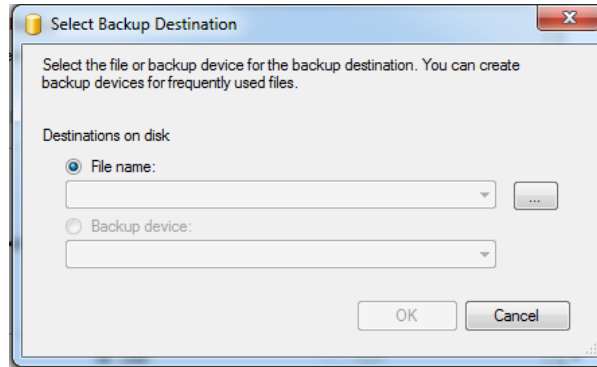 Select Backup Destination
Select the file or backup device for the backup destination. You can create
backup devices for frequently used files.
Destinations on disk
File name:
...
Backup device:
OK
Cancel